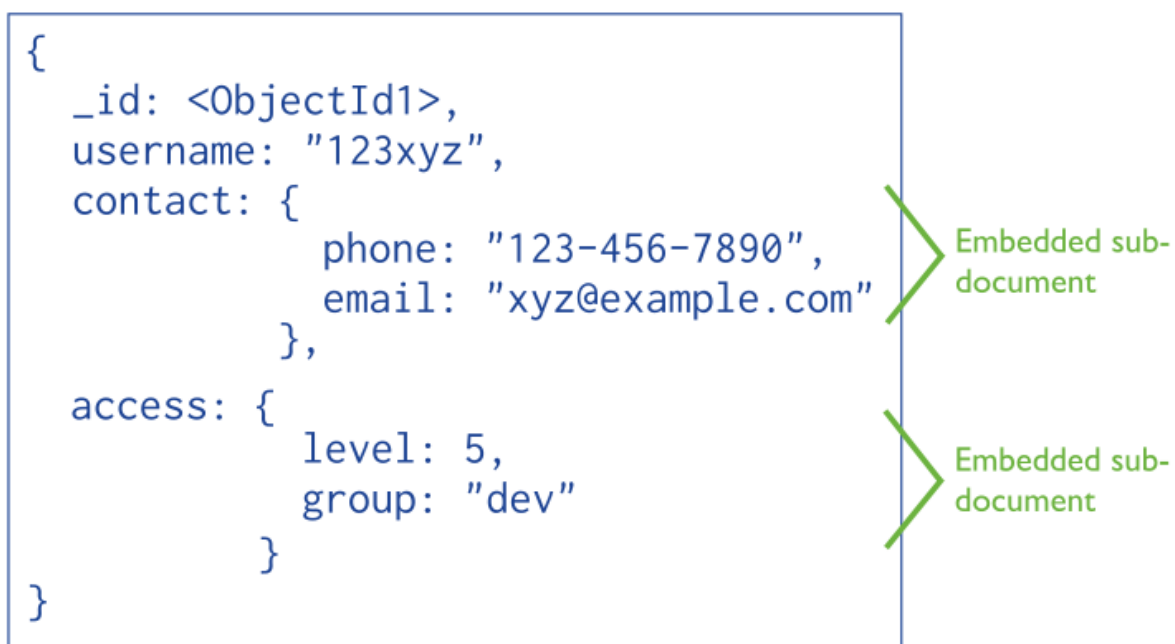 {
_id: <ObjectId1>,
username: "123xyz",
contact: {
phone: "123-456-7890",
email: "xyz@example.com"
},
Embedded sub-
document
access: {
level: 5,
group: "dev"
}
Embedded sub-
document
}